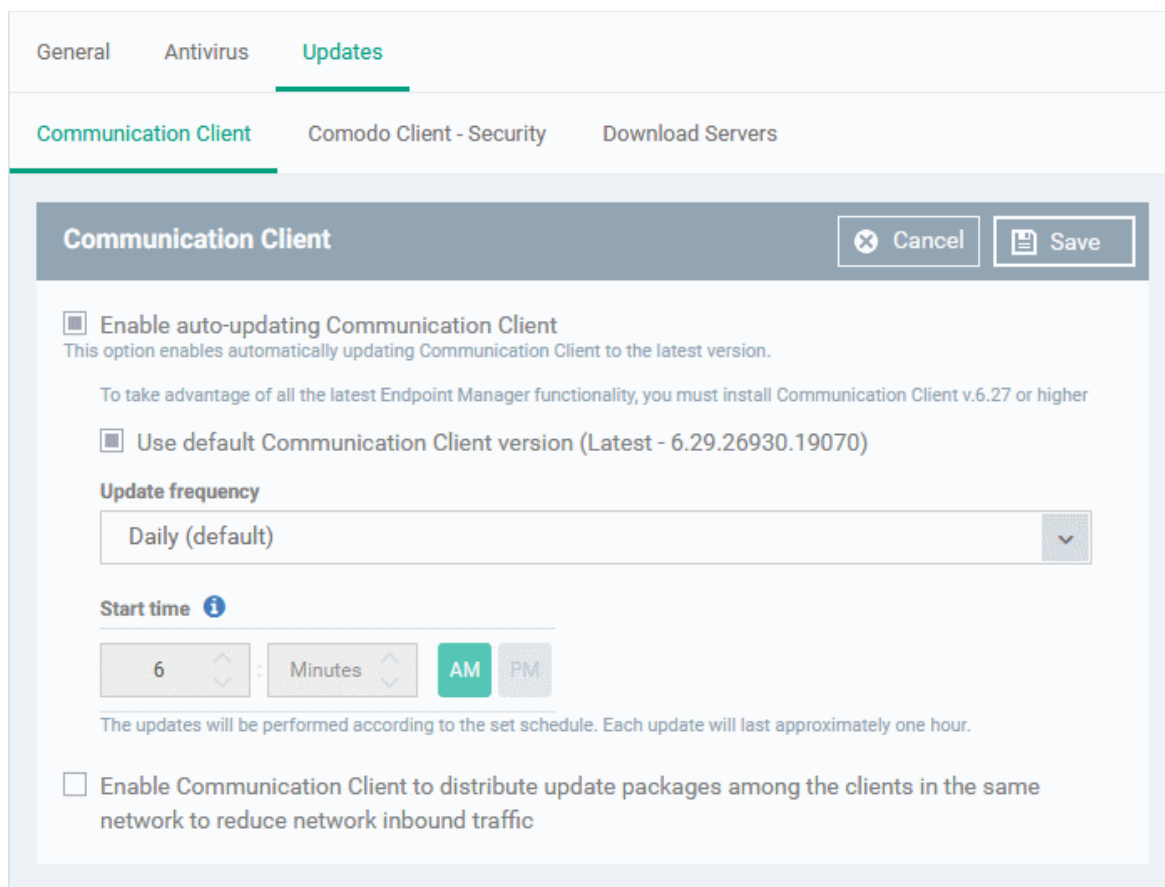 General Antivirus Updates
Communication Client Comodo Client - Security Download Servers
Communication Client Cancel Save
Enable auto-updating Communication Client
This option enables automatically updating Communication Client to the latest version.
To take advantage of all the latest Endpoint Manager functionality, you must install Communication Client v.6.27 or higher
Use default Communication Client version (Latest - 6.29.26930.19070)
Update frequency
Daily (default)
Start time
6 : Minutes AM PM
The updates will be performed according to the set schedule. Each update will last approximately one hour.
Enable Communication Client to distribute update packages among the clients in the same
network to reduce network inbound traffic